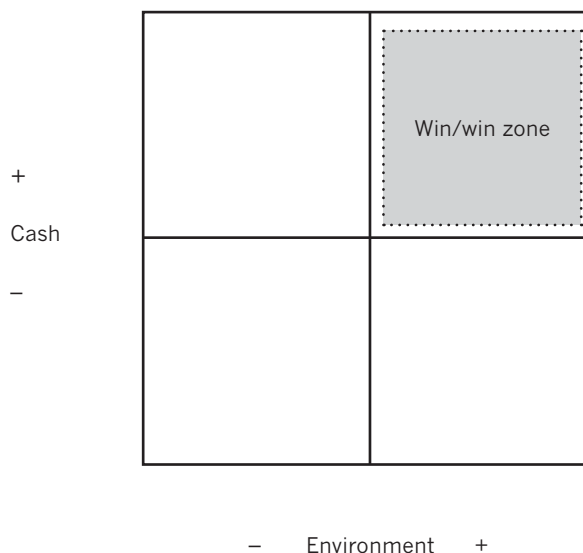 Win/win zone
+
Cash
–
– Environment +